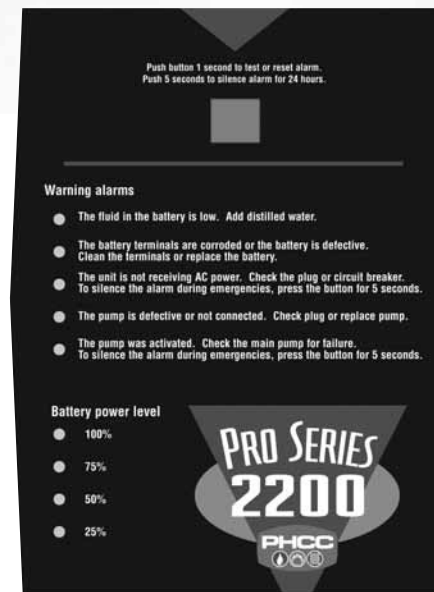 Push button 1 second to test or reset alarm.
Push 5 seconds to silence alarm for 24 hours.
Warning alarms
The fluid in the battery is low. Add distilled water.
The battery terminals are corroded or the battery is defective.
Clean the terminals or replace the battery.
The unit is not receiving AC power. Check the plug or circuit breaker.
To silence the alarm during emergencies, press the button for 5 seconds.
The pump is defective or not connected. Check plug or replace pump.
The pump was activated. Check the main pump for failure.
To silence the alarm during emergencies, press the button for 5 seconds.
Battery power level
100%
75%
50%
25%
PRO SERIES
2200
PHCC